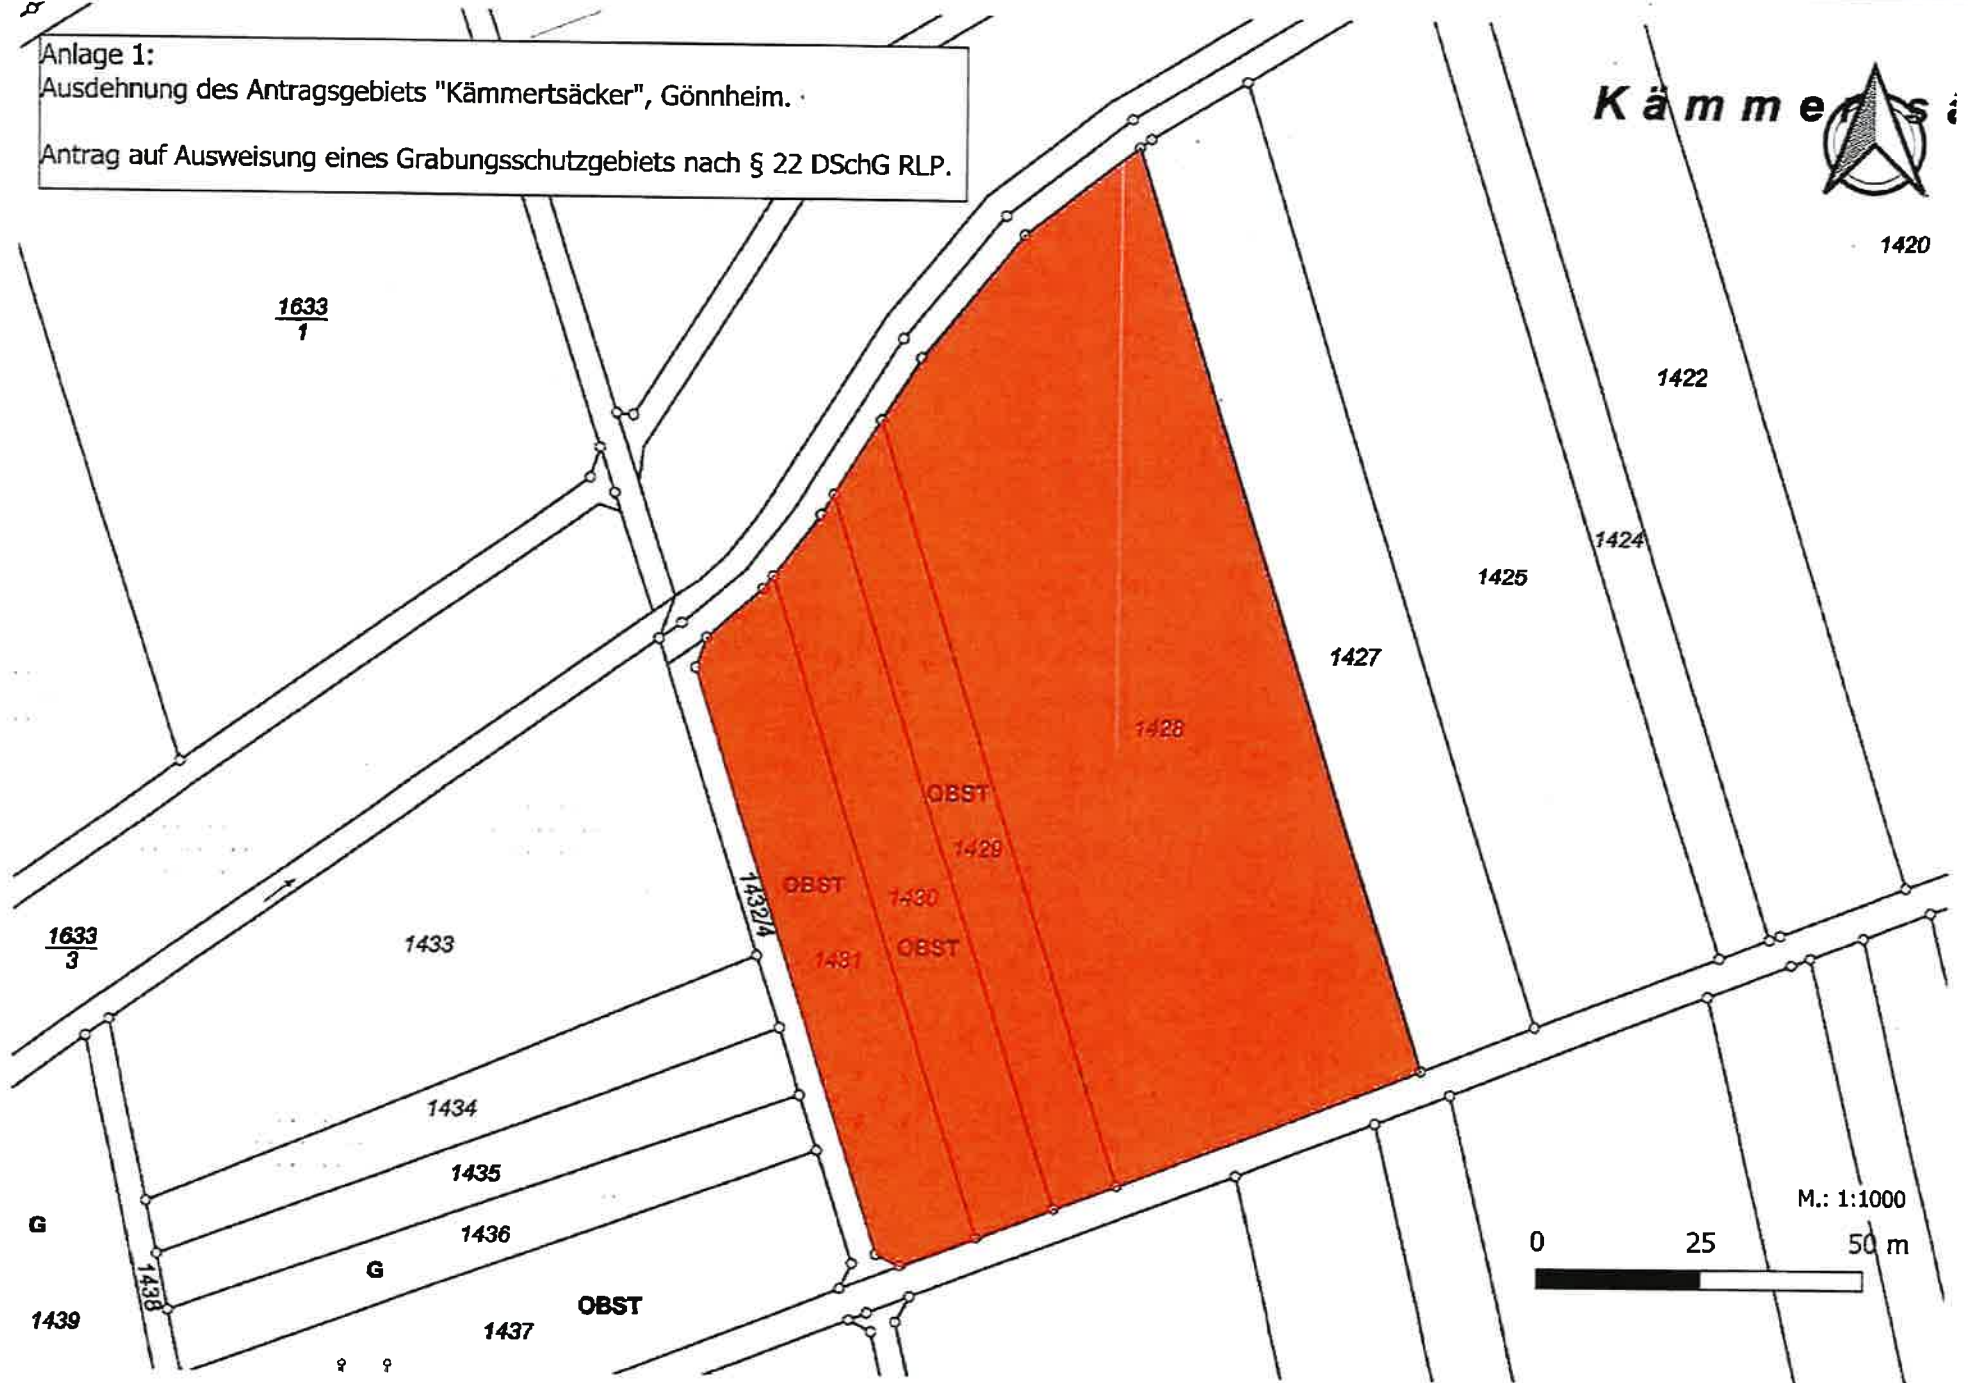 Anlage 1:
Ausdehnung des Antragsgebiets "Kämmertsäcker", Gönnheim.
Antrag auf Ausweisung eines Grabungsschutzgebiets nach § 22 DSchG RLP.
1420
1633
1
1422
1424
1425
1427
1428
OBST
1429
OBST
1430
1432/4
1633
3
1433
OBST
1431
1434
1435
M.: 1:1000
G
1436
0 25 50 m
G
1438
OBST
1439
1437